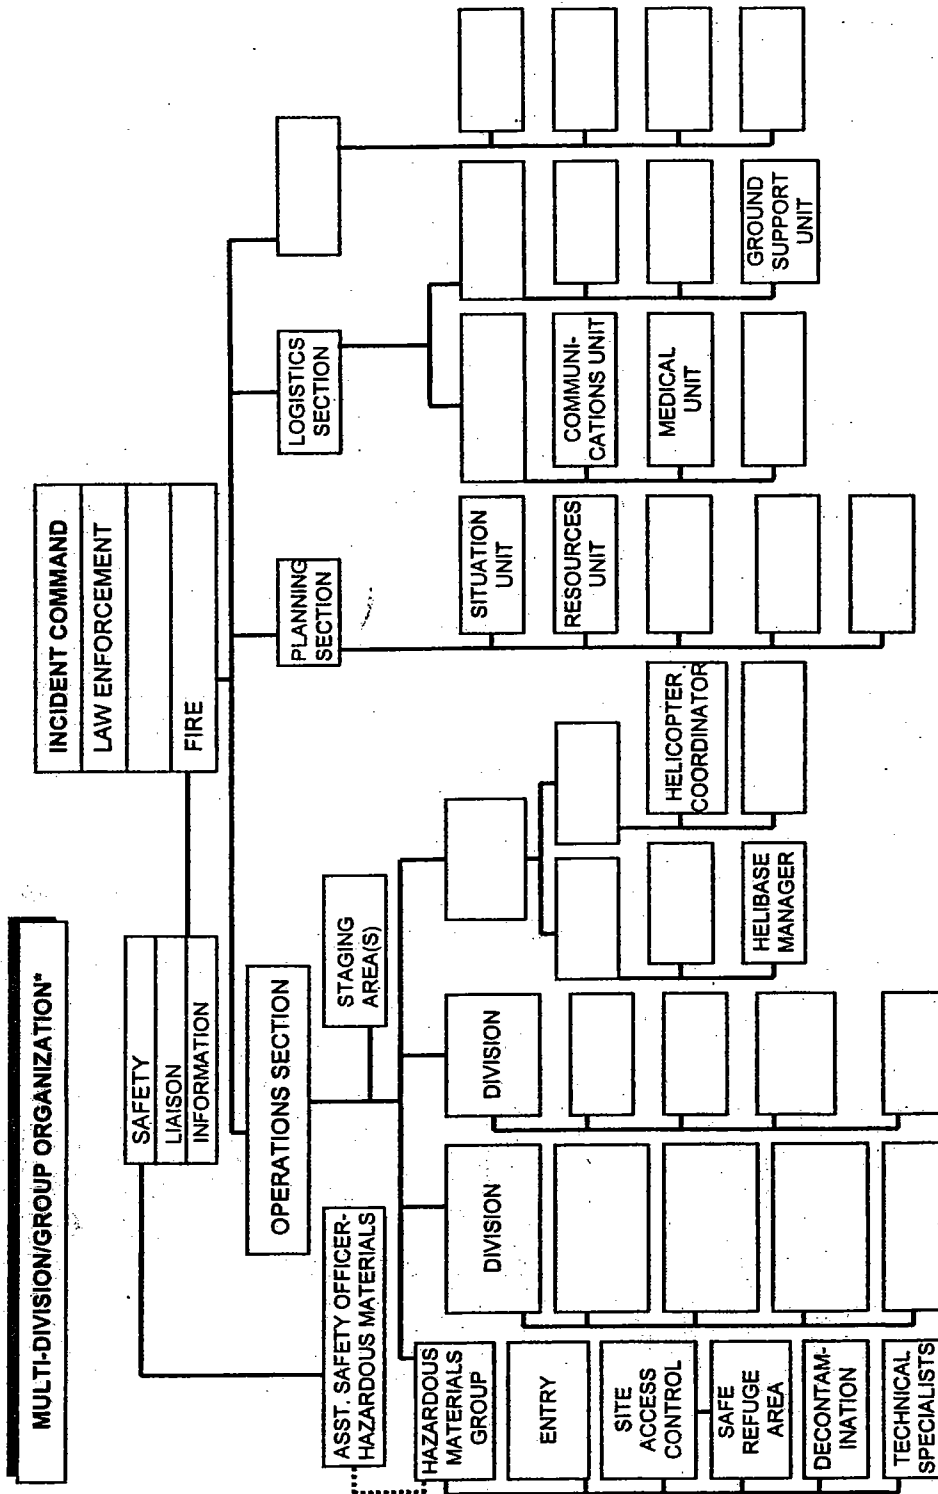 MULTI-DIVISION/GROUP ORGANIZATION*
INCIDENT COMMAND
LAW ENFORCEMENT
FIRE
SAFETY
LIAISON
INFORMATION
OPERATIONS SECTION
PLANNING
SECTION
LOGISTICS
SECTION
ASST. SAFETY OFFICER-
HAZARDOUS MATERIALS
STAGING
AREA(S)
HAZARDOUS
MATERIALS
GROUP
DIVISION
DIVISION
SITUATION
UNIT
ENTRY
RESOURCES
UNIT
COMMUNI-
CATIONS UNIT
SITE
ACCESS
CONTROL
HELICOPTER
COORDINATOR
MEDICAL
UNIT
SAFE
REFUGE
AREA
HELIBASE
MANAGER
GROUND
SUPPORT
UNIT
DECONTAM-
INATION
TECHNICAL
SPECIALISTS